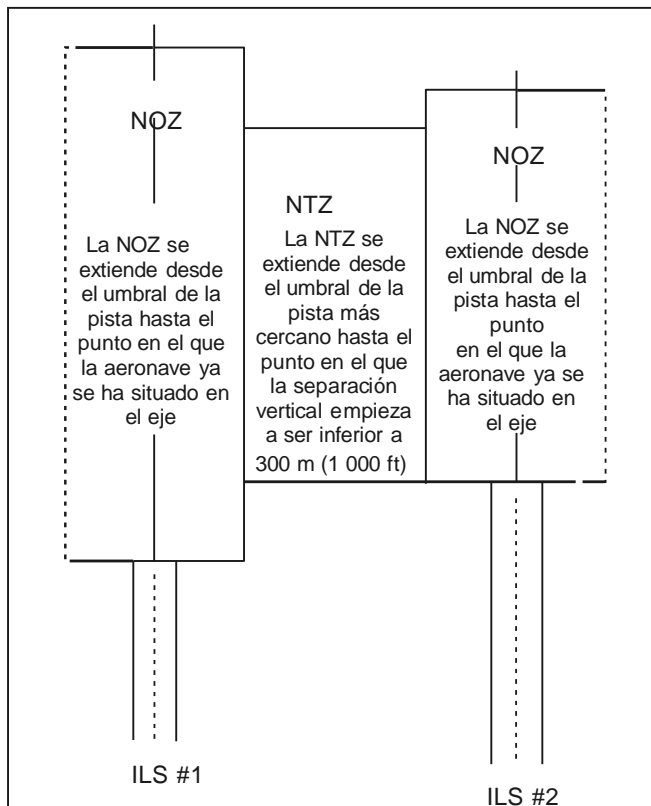 NOZ
La NOZ se
extiende desde
el umbral de la
pista hasta el
punto en el que
la aeronave ya
se ha situado en
el eje
NTZ
La NTZ se
extiende desde
el umbral de la
pista más
cercano hasta el
punto en el que
la separación
vertical empieza
a ser inferior a
300 m (1 000 ft)
NOZ
La NOZ se
extiende desde
el umbral de la
pista hasta el
punto
en el que la
aeronave ya se
ha situado en
el eje
ILS #1
ILS #2